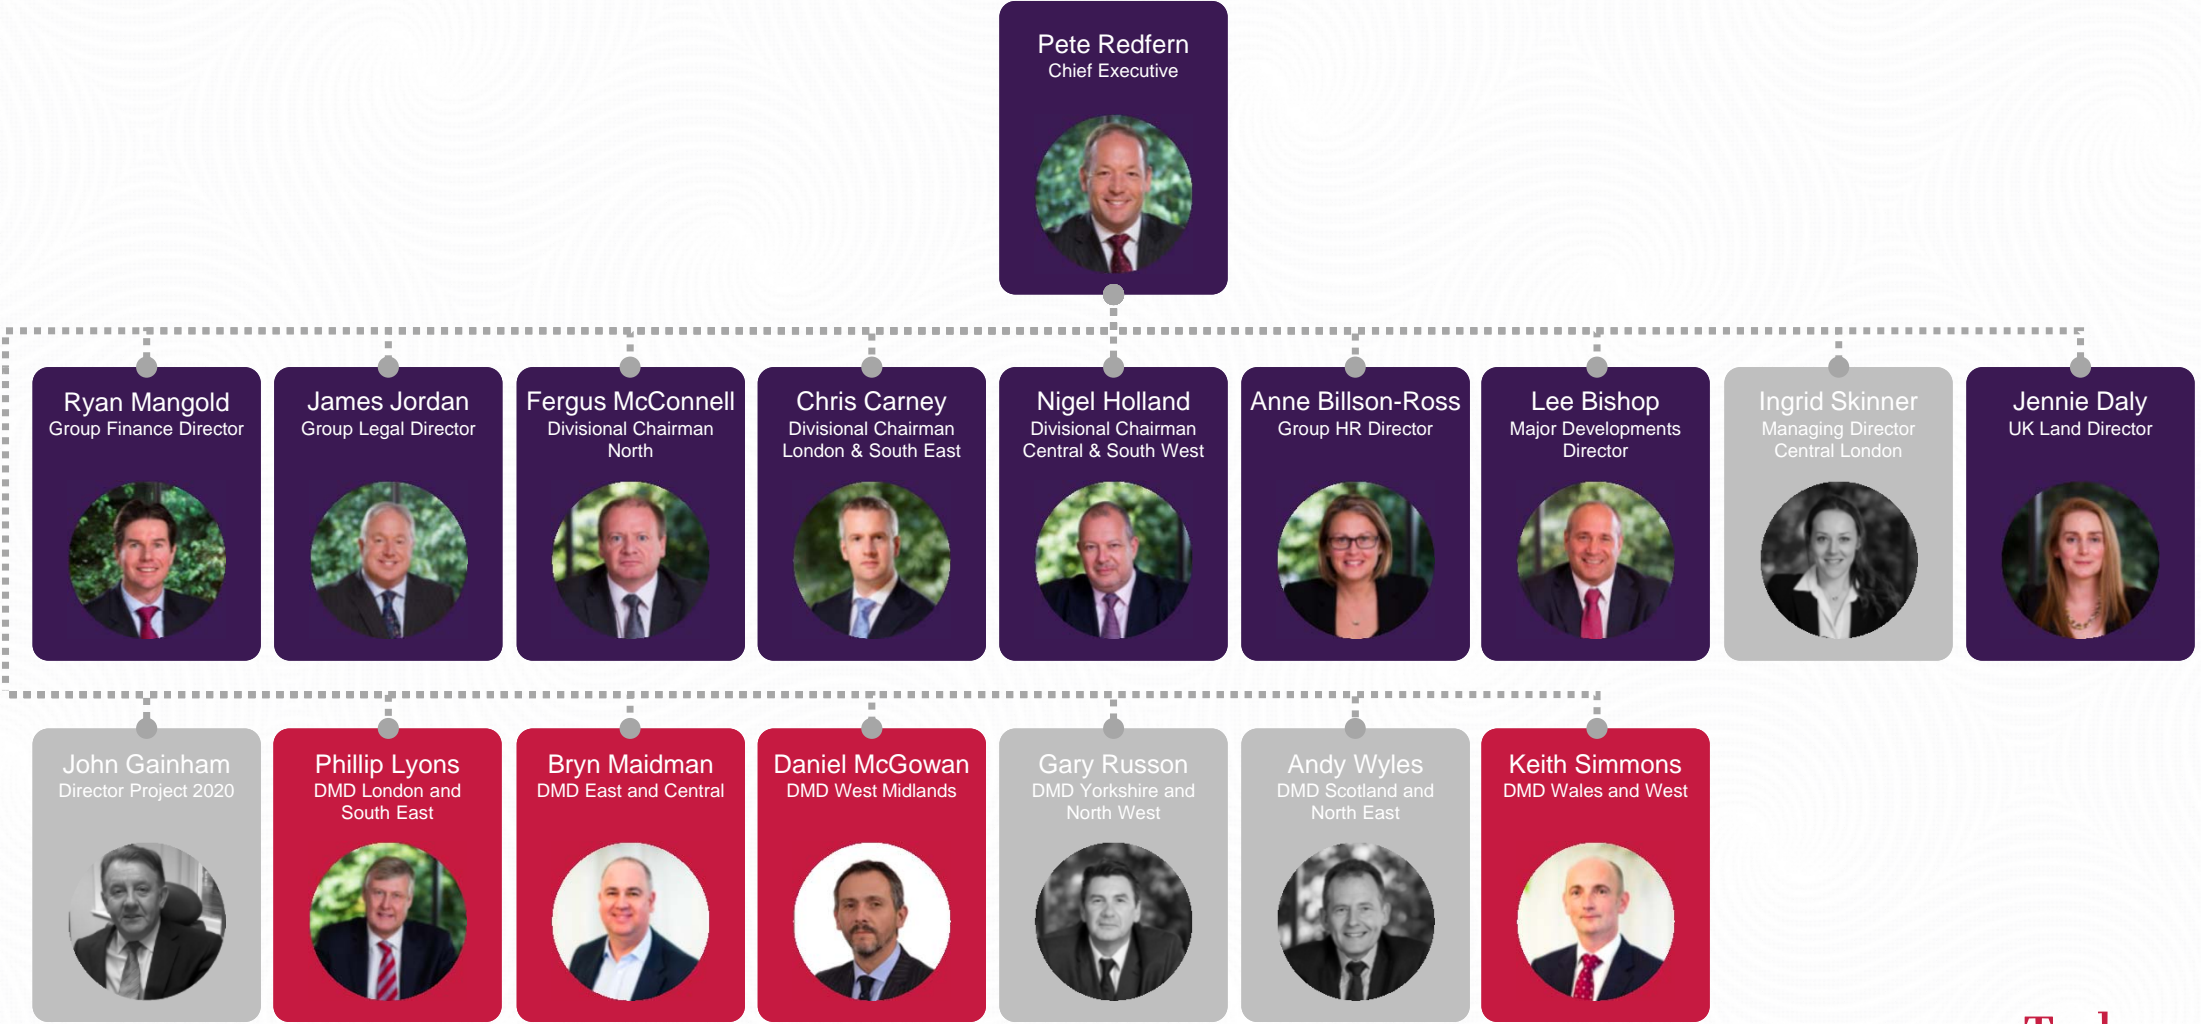 Pete Redfern
Chief Executive
Ryan Mangold
Group Finance Director
James Jordan
Group Legal Director
Fergus McConnell
Divisional Chairman
North
Chris Carney
Divisional Chairman
London & South East
Nigel Holland
Divisional Chairman
Central & South West
Anne Billson-Ross
Group HR Director
Lee Bishop
Major Developments
Director
Ingrid Skinner
Managing Director
Central London
Jennie Daly
UK Land Director
John Gainham
Director Project 2020
Phillip Lyons
DMD London and
South East
Bryn Maidman
DMD East and Central
Daniel McGowan
DMD West Midlands
Gary Russon
DMD Yorkshire and
North West
Andy Wyles
DMD Scotland and
North East
Keith Simmons
DMD Wales and West